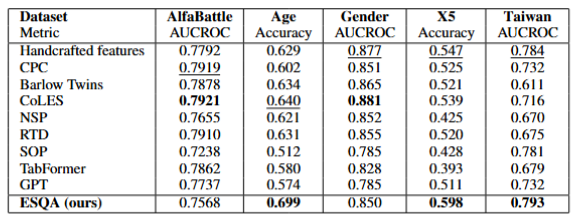 Dataset AlfaBattle Age Gender X5 Taiwan
Metric AUCROC Accuracy AUCROC Accuracy AUCROC
Handcrafted features 0.7792 0.629 0.877 0.547 0.784
CPC 0.7919 0.602 0.851 0.525 0.732
Barlow Twins 0.7878 0.634 0.865 0.521 0.611
CoLES 0.7921 0.640 0.881 0.539 0.716
NSP 0.7655 0.621 0.852 0.425 0.670
RTD 0.7910 0.631 0.855 0.520 0.675
SOP 0.7238 0.512 0.785 0.428 0.781
TabFormer 0.7862 0.580 0.828 0.393 0.679
GPT 0.7737 0.574 0.785 0.511 0.732
ESQA (ours) 0.7568 0.699 0.850 0.598 0.793